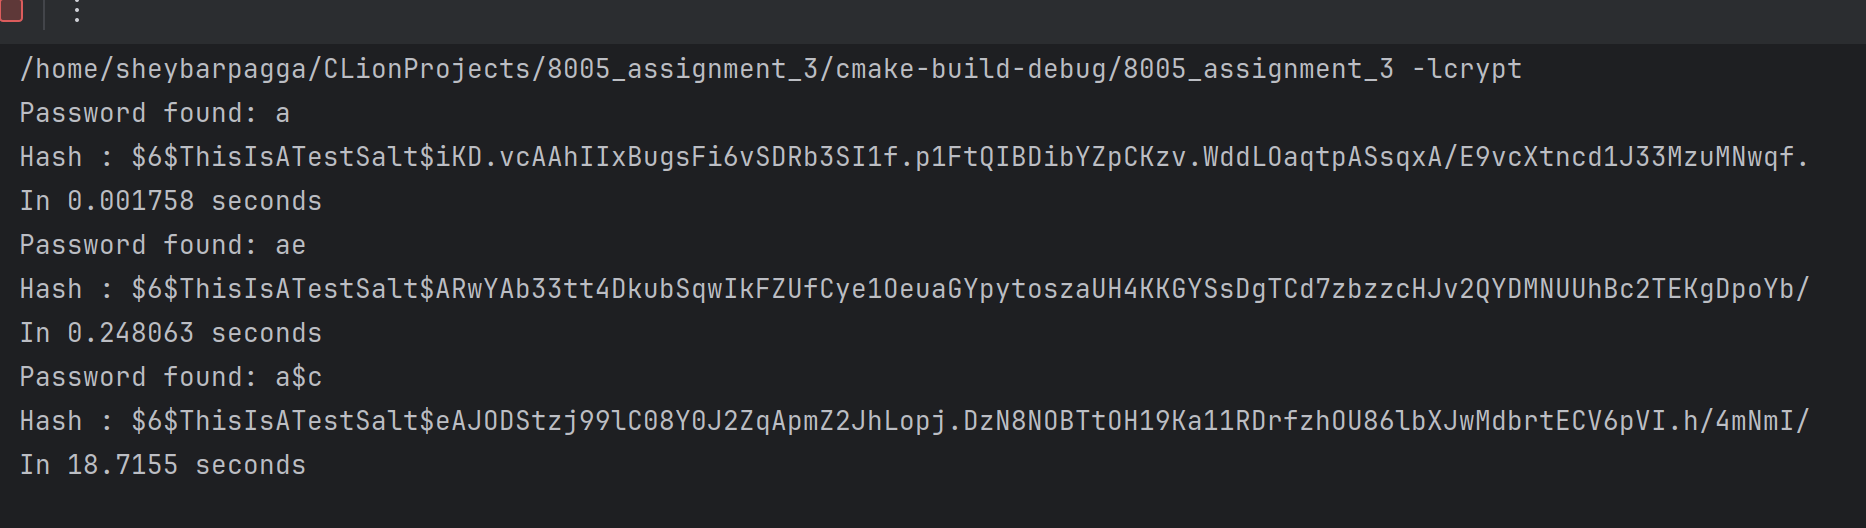 /home/sheybarpagga/CLionProjects/8005_assignment_3/cmake-build-debug/8005_assignment_3 -lcrypt
Password found: a
Hash : $6$ThisIsATestSalt$iKD.vcAAhIIxBugsFi6vSDRb3SI1f.p1FtQIBDibYZpCKzv.WddLOaqtpASsqxA/E9vcXtncd1J33MzuMNwqf.
In 0.001758 seconds
Password found: ae
Hash : $6$ThisIsATestSalt$ARwYAb33tt4DkubSqwIkFZUfCye1OeuaGYpytoszaUH4KKGYSsDgTCd7zbzzcHJv2QYDMNUUhBc2TEKgDpoYb/
In 0.248063 seconds
Password found: a$c
Hash : $6$ThisIsATestSalt$eAJODStzj99lC08Y0J2ZqApmZ2JhLopj.DzN8NOBTtOH19Ka11RDrfzhOU86lbXJwMdbrtECV6pVI.h/4mNmI/
In 18.7155 seconds